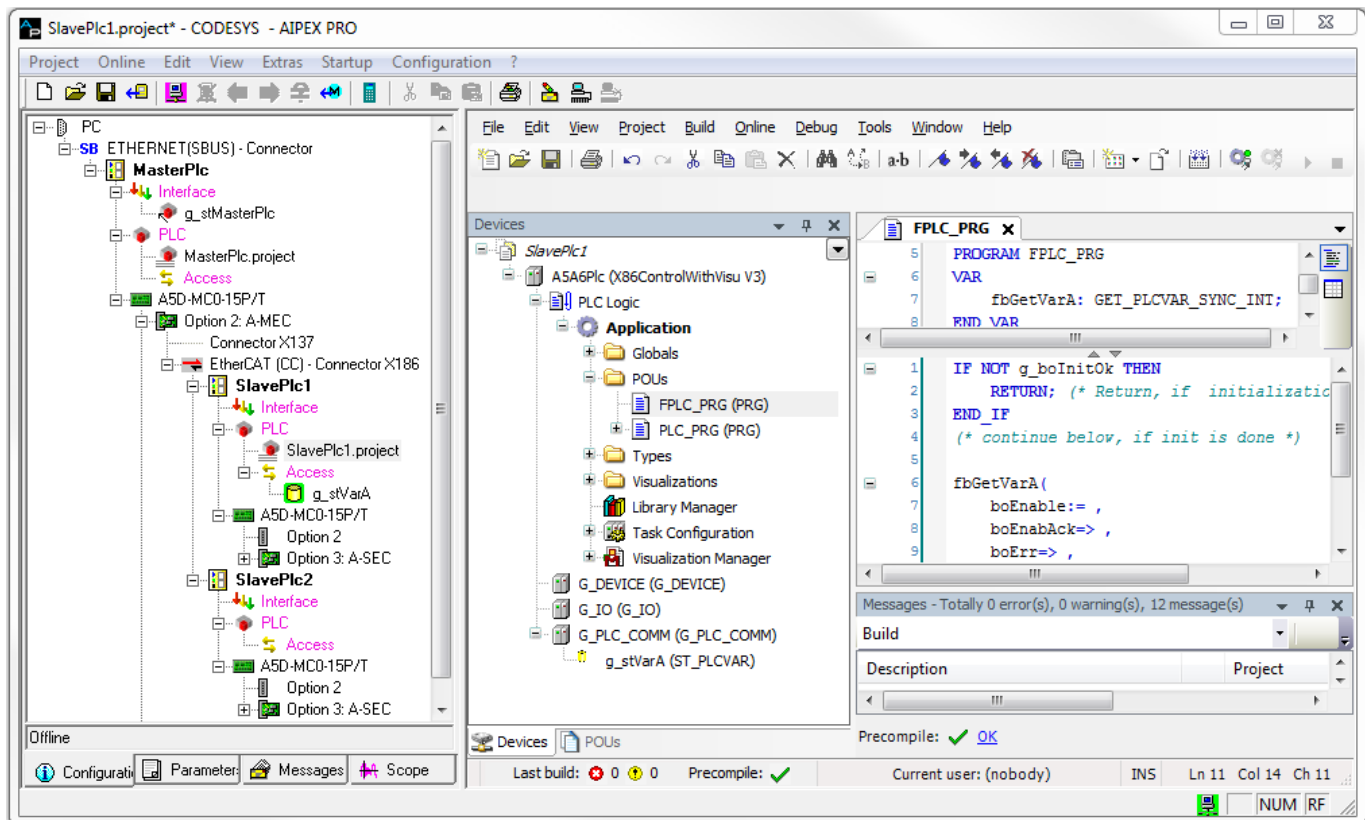 SlavePlc1.project* - CODESYS - AIPEX PRO
Project Online Edit View Extras Startup Configuration ?
PC
SB ETHERNET(SBUS) - Connector
MasterPlc
Interface
g_stMasterPlc
PLC
MasterPlc.project
Access
A5D-MC0-15P/T
Option 2: A-MEC
Connector X137
EtherCAT (CC) - Connector X186
SlavePlc1
Interface
PLC
SlavePlc1.project
Access
g_stVarA
A5D-MC0-15P/T
Option 2
Option 3: A-SEC
SlavePlc2
Interface
PLC
Access
A5D-MC0-15P/T
Option 2
Option 3: A-SEC
Offline
Configurati Parameter: Messages Scope
File Edit View Project Build Online Debug Tools Window Help
Devices
SlavePlc1
A5A6Plc (X86ControlWithVisu V3)
PLC Logic
Application
Globals
POUs
FPLC_PRG (PRG)
PLC_PRG (PRG)
Types
Visualizations
Library Manager
Task Configuration
Visualization Manager
G_DEVICE (G_DEVICE)
G_IO (G_IO)
G_PLC_COMM (G_PLC_COMM)
g_stVarA (ST_PLCVAR)
Devices POUs
FPLC_PRG X
5 PROGRAM FPLC_PRG
6 VAR
7 fbGetVarA: GET_PLCVAR_SYNC_INT;
8 END_VAR
1 IF NOT g_boInitOk THEN
2 RETURN; (* Return, if initializatic
3 END_IF
4 (* continue below, if init is done *)
5
6 fbGetVarA(
7 boEnable:= ,
8 boEnabAck=> ,
9 boErr=> ,
Messages - Totally 0 error(s), 0 warning(s), 12 message(s)
Build
Description Project
Precompile: OK
Last build: 0 0 Precompile: Current user: (nobody) INS Ln 11 Col 14 Ch 11
NUM RF